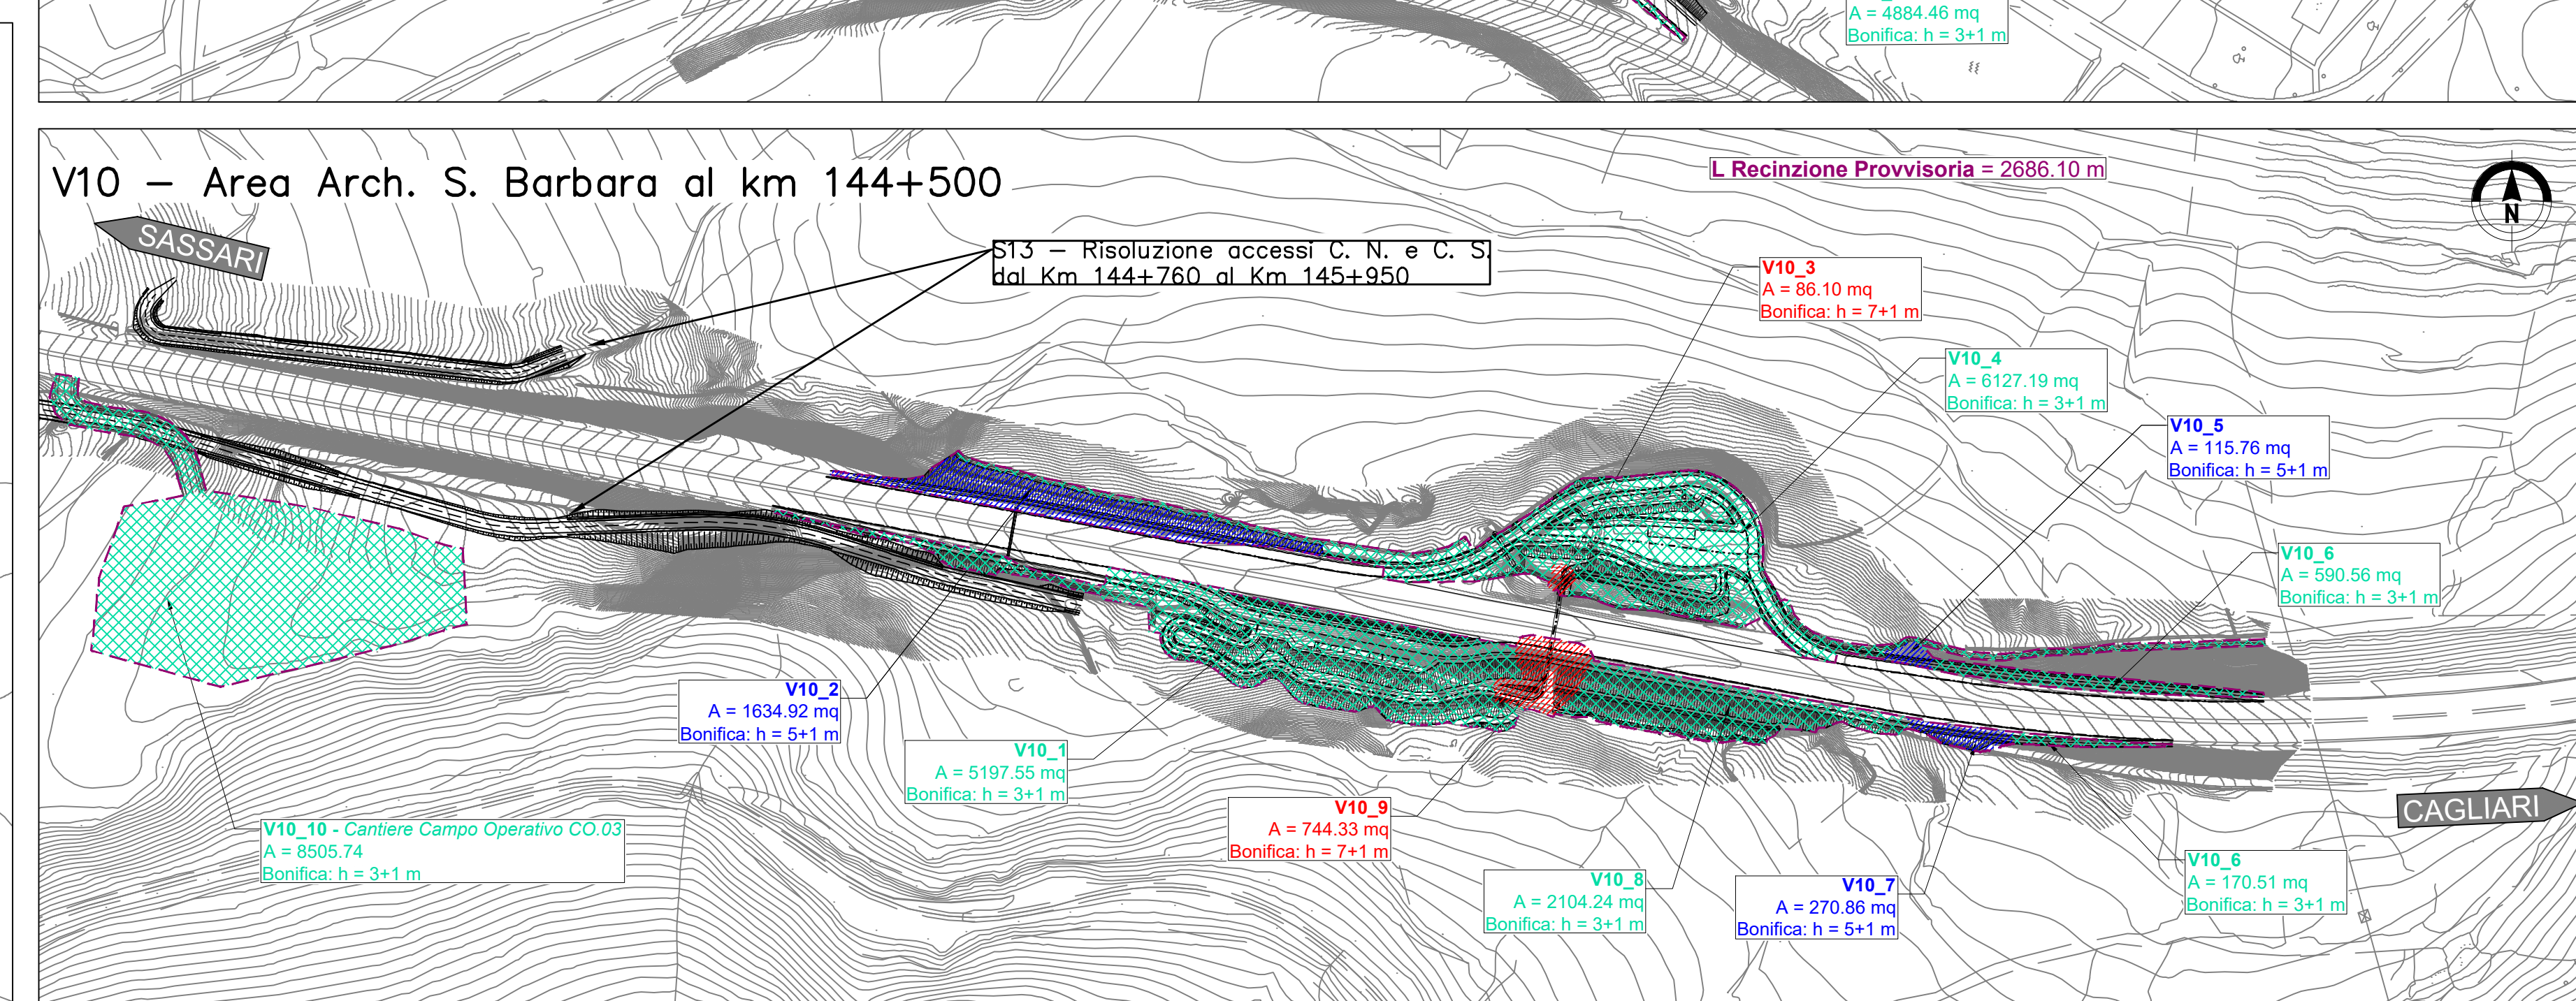 A = 4884.46 mq
Bonifica: h = 3+1 m
V10 – Area Arch. S. Barbara al km 144+500
L Recinzione Provvisoria = 2686.10 m
N
SASSARI
S13 – Risoluzione accessi C. N. e C. S.
dal Km 144+760 al Km 145+950
V10_3
A = 86.10 mq
Bonifica: h = 7+1 m
V10_4
A = 6127.19 mq
Bonifica: h = 3+1 m
V10_5
A = 115.76 mq
Bonifica: h = 5+1 m
V10_6
A = 590.56 mq
Bonifica: h = 3+1 m
V10_2
A = 1634.92 mq
Bonifica: h = 5+1 m
V10_1
A = 5197.55 mq
Bonifica: h = 3+1 m
V10_9
A = 744.33 mq
Bonifica: h = 7+1 m
CAGLIARI
V10_10 - Cantiere Campo Operativo CO.03
A = 8505.74
Bonifica: h = 3+1 m
V10_8
A = 2104.24 mq
Bonifica: h = 3+1 m
V10_7
A = 270.86 mq
Bonifica: h = 5+1 m
V10_6
A = 170.51 mq
Bonifica: h = 3+1 m